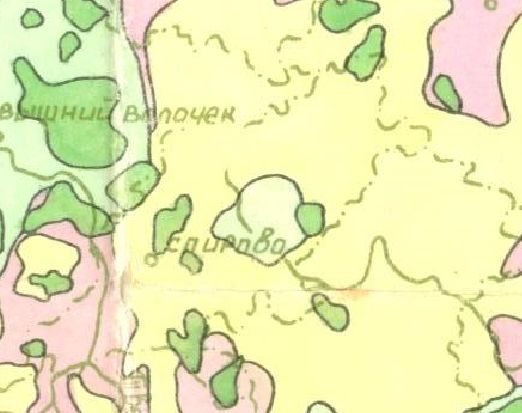 вышний волочек
спирово